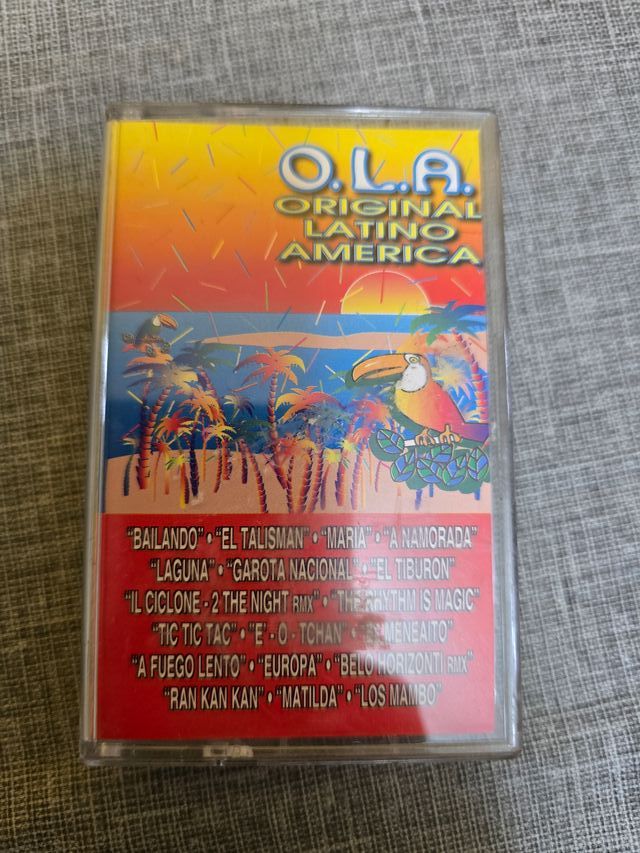 O.L.A.
ORIGINAL
LATINO
AMERICA
"BAILANDO" • "EL TALISMAN" • "MARIA" • "A NAMORADA"
"LAGUNA" • "GAROTA NACIONAL" • "EL TIBURON"
"IL CICLONE - 2 THE NIGHT RMX" • "THE RHYTHM IS MAGIC"
"TIC TIC TAC" • "E' - O - TCHAN" • "EL MENEAITO"
"A FUEGO LENTO" • "EUROPA" • "BELO HORIZONTI RMX"
"RAN KAN KAN" • "MATILDA" • "LOS MAMBO"